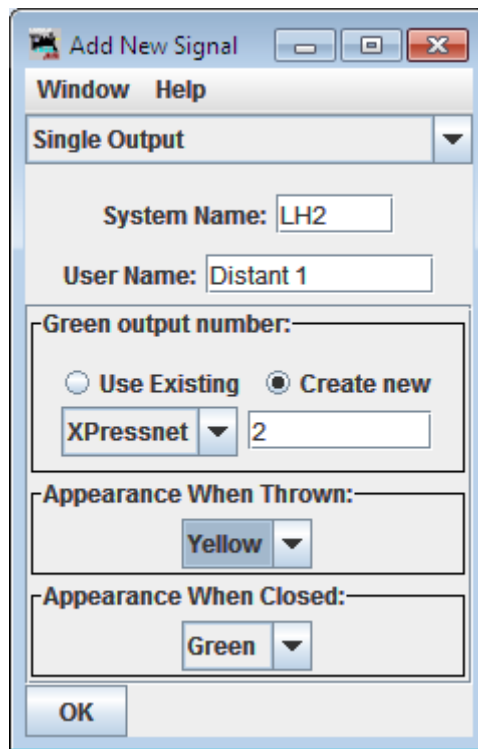 Add New Signal
Window Help
Single Output
System Name: LH2
User Name: Distant 1
Green output number:
Use Existing Create new
XPressnet 2
Appearance When Thrown:
Yellow
Appearance When Closed:
Green
OK